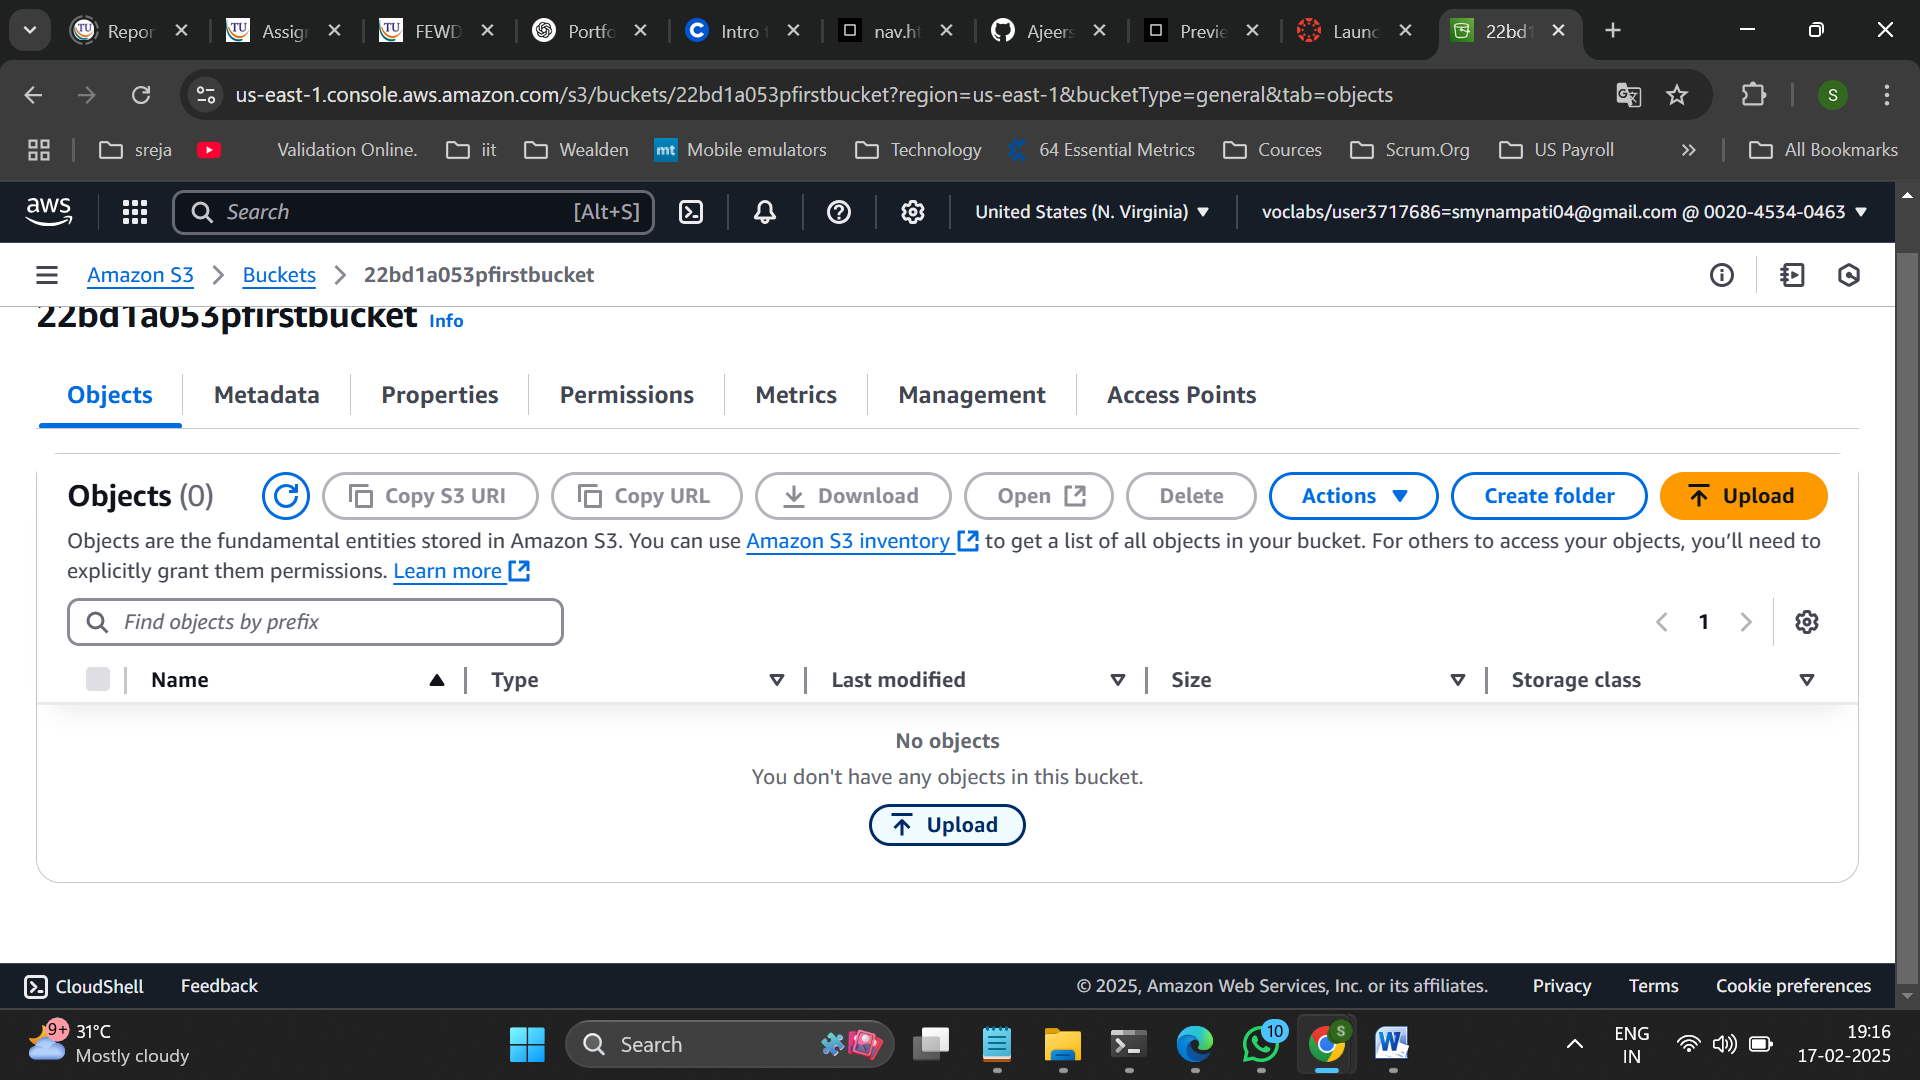 Repor
Assign
FEWD
Portfo
Intro t
nav.ht
Ajeers
Previe
Launc
22bd1
us-east-1.console.aws.amazon.com/s3/buckets/22bd1a053pfirstbucket?region=us-east-1&bucketType=general&tab=objects
S
sreja
Validation Online.
iit
Wealden
mt Mobile emulators
Technology
64 Essential Metrics
Cources
Scrum.Org
US Payroll
All Bookmarks
aws
Search [Alt+S]
United States (N. Virginia)
voclabs/user3717686=smynampati04@gmail.com @ 0020-4534-0463
Amazon S3 > Buckets > 22bd1a053pfirstbucket
22bd1a053pfirstbucket Info
Objects
Metadata
Properties
Permissions
Metrics
Management
Access Points
Objects (0)
Copy S3 URI
Copy URL
Download
Open
Delete
Actions
Create folder
Upload
Objects are the fundamental entities stored in Amazon S3. You can use Amazon S3 inventory to get a list of all objects in your bucket. For others to access your objects, you’ll need to
explicitly grant them permissions. Learn more
Find objects by prefix
1
Name
Type
Last modified
Size
Storage class
No objects
You don't have any objects in this bucket.
Upload
CloudShell
Feedback
© 2025, Amazon Web Services, Inc. or its affiliates.
Privacy
Terms
Cookie preferences
9+
31°C
Mostly cloudy
Search
10
S
ENG
IN
19:16
17-02-2025